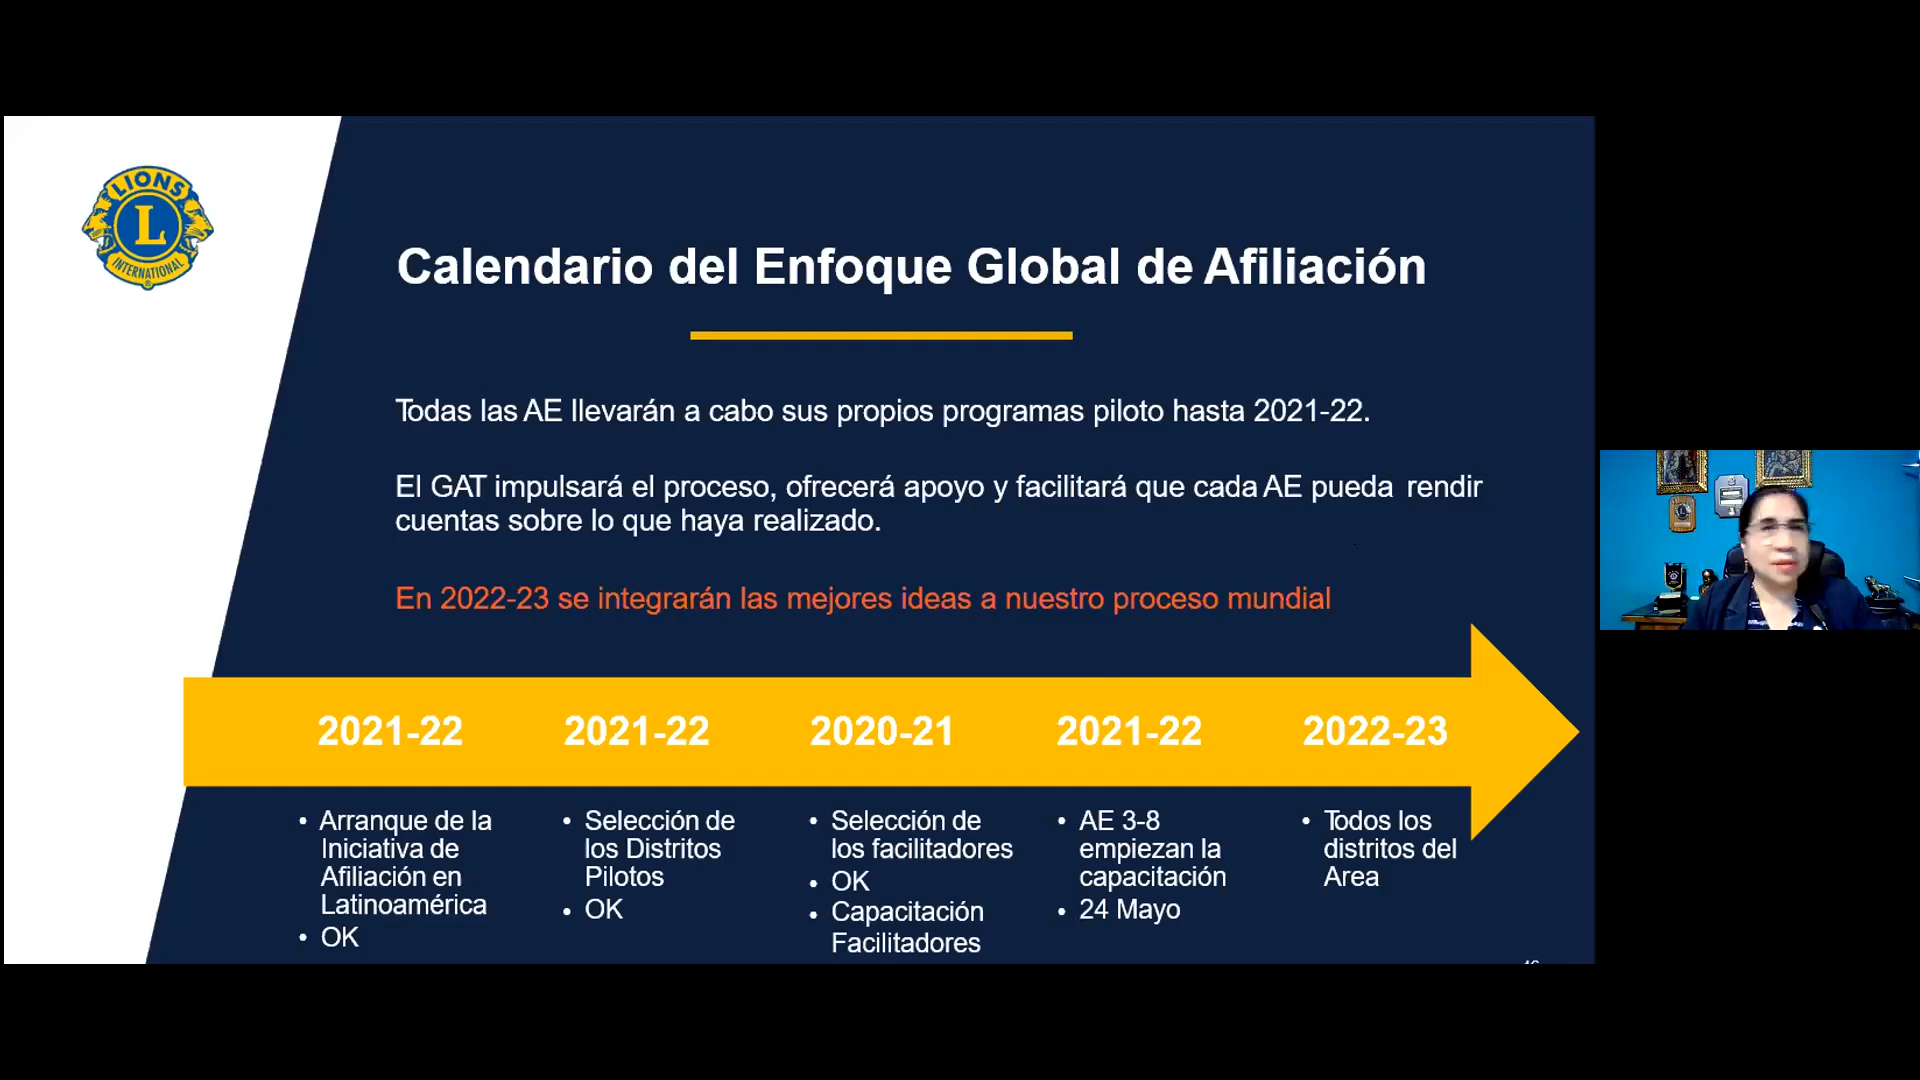 LIONS
L
INTERNATIONAL
®
Calendario del Enfoque Global de Afiliación
Todas las AE llevarán a cabo sus propios programas piloto hasta 2021-22.
El GAT impulsará el proceso, ofrecerá apoyo y facilitará que cada AE pueda rendir
cuentas sobre lo que haya realizado.
En 2022-23 se integrarán las mejores ideas a nuestro proceso mundial
2021-22
• Arranque de la
Iniciativa de
Afiliación en
Latinoamérica
• OK
2021-22
• Selección de
los Distritos
Pilotos
• OK
2020-21
• Selección de
los facilitadores
• OK
• Capacitación
Facilitadores
2021-22
• AE 3-8
empiezan la
capacitación
• 24 Mayo
2022-23
• Todos los
distritos del
Area